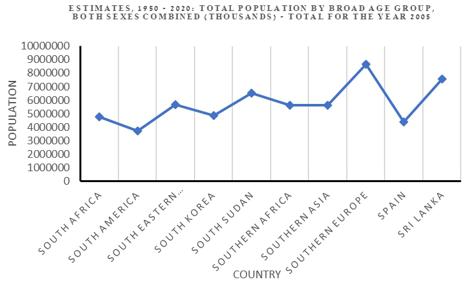 ESTIMATES, 1950 - 2020: TOTAL POPULATION BY BROAD AGE GROUP,
BOTH SEXES COMBINED (THOUSANDS) - TOTAL FOR THE YEAR 2005
POPULATION
10000000
9000000
8000000
7000000
6000000
5000000
4000000
3000000
2000000
1000000
0
SOUTH AFRICA
SOUTH AMERICA
SOUTH EASTERN...
SOUTH KOREA
SOUTH SUDAN
SOUTHERN AFRICA
SOUTHERN ASIA
SOUTHERN EUROPE
SPAIN
SRI LANKA
COUNTRY